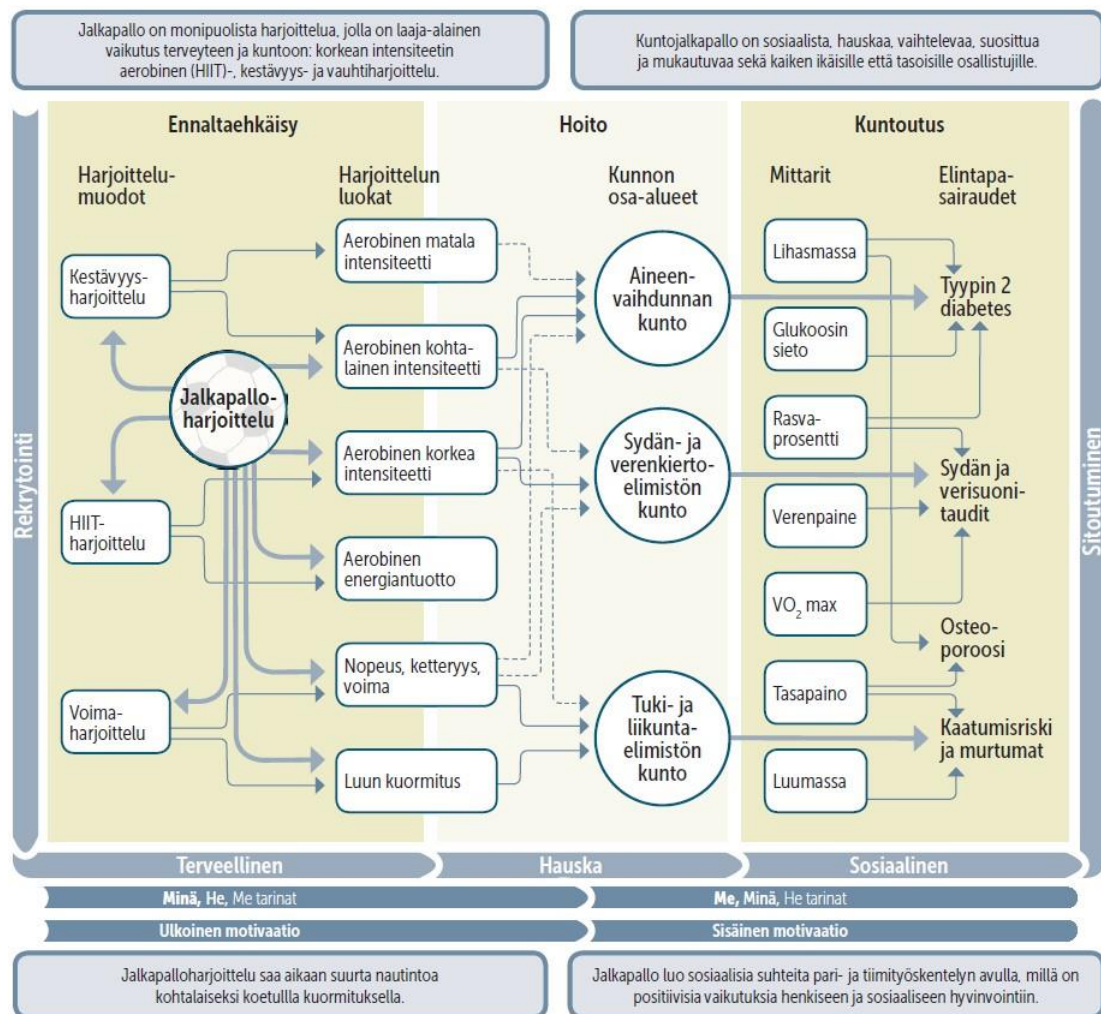 Jalkapallo on monipuolista harjoittelua, jolla on laaja-alainen
vaikutus terveyteen ja kuntoon: korkean intensiteetin
aerobinen (HIIT)-, kestävyys- ja vauhtiharjoittelu.
Kuntojalkapallo on sosiaalista, hauskaa, vaihtelevaa, suosittua
ja mukautuvaa sekä kaiken ikäisille että tasoisille osallistujille.
Rekrytointi
Ennaltaehkäisy
Hoito
Kuntoutus
Harjoittelu-
muodot
Harjoittelun
luokat
Kunnon
osa-alueet
Mittarit
Elintapa-
sairaudet
Kestävyys-
harjoittelu
Jalkapallo-
harjoittelu
HIIT-
harjoittelu
Voima-
harjoittelu
Aerobinen matala
intensiteetti
Aerobinen kohta-
lainen intensiteetti
Aerobinen korkea
intensiteetti
Aerobinen
energiantuotto
Nopeus, ketteryys,
voima
Luun kuormitus
Aineen-
vaihdunnan
kunto
Sydän- ja
verenkierto-
elimistön
kunto
Tuki- ja
liikunta-
elimistön
kunto
Lihasmassa
Glukoosin
sieto
Rasva-
prosentti
Verenpaine
VO2 max
Tasapaino
Luumassa
Tyypin 2
diabetes
Sydän ja
verisuoni-
taudit
Osteo-
poroosi
Kaatumisriski
ja murtumat
Sitoutuminen
Terveellinen
Hauska
Sosiaalinen
Minä, He, Me tarinat
Me, Minä, He tarinat
Ulkoinen motivaatio
Sisäinen motivaatio
Jalkapalloharjoittelu saa aikaan suurta nautintoa
kohtalaiseksi koetullla kuormituksella.
Jalkapallo luo sosiaalisia suhteita pari- ja tiimityöskentelyn avulla, millä on
positiivisia vaikutuksia henkiseen ja sosiaaliseen hyvinvointiin.